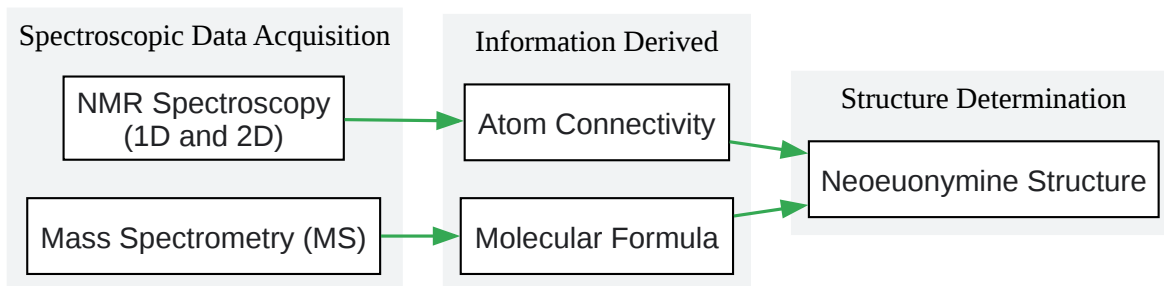 Spectroscopic Data Acquisition
NMR Spectroscopy
(1D and 2D)
Mass Spectrometry (MS)
Information Derived
Atom Connectivity
Molecular Formula
Structure Determination
Neoeuonymine Structure